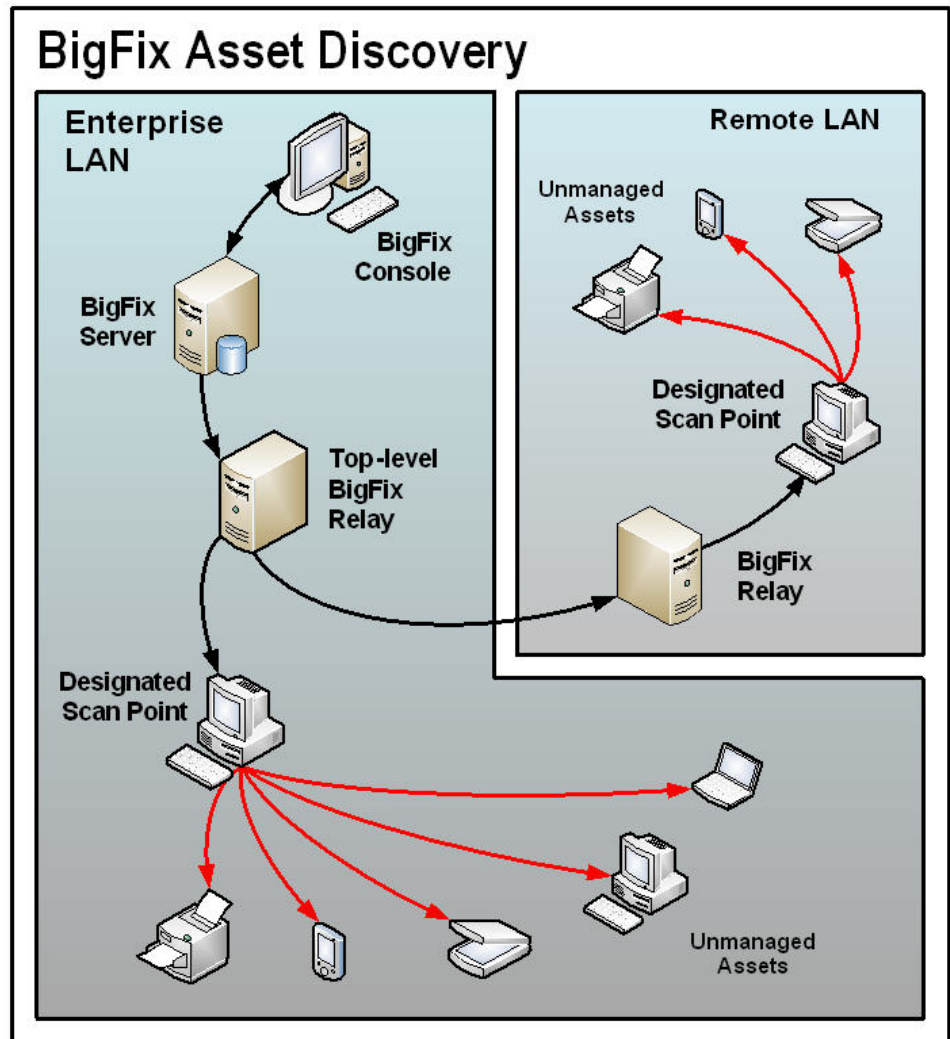 BigFix Asset Discovery
Enterprise
LAN
BigFix
Console
BigFix
Server
Top-level
BigFix
Relay
Designated
Scan Point
Unmanaged
Assets
Remote LAN
Unmanaged
Assets
Designated
Scan Point
BigFix
Relay